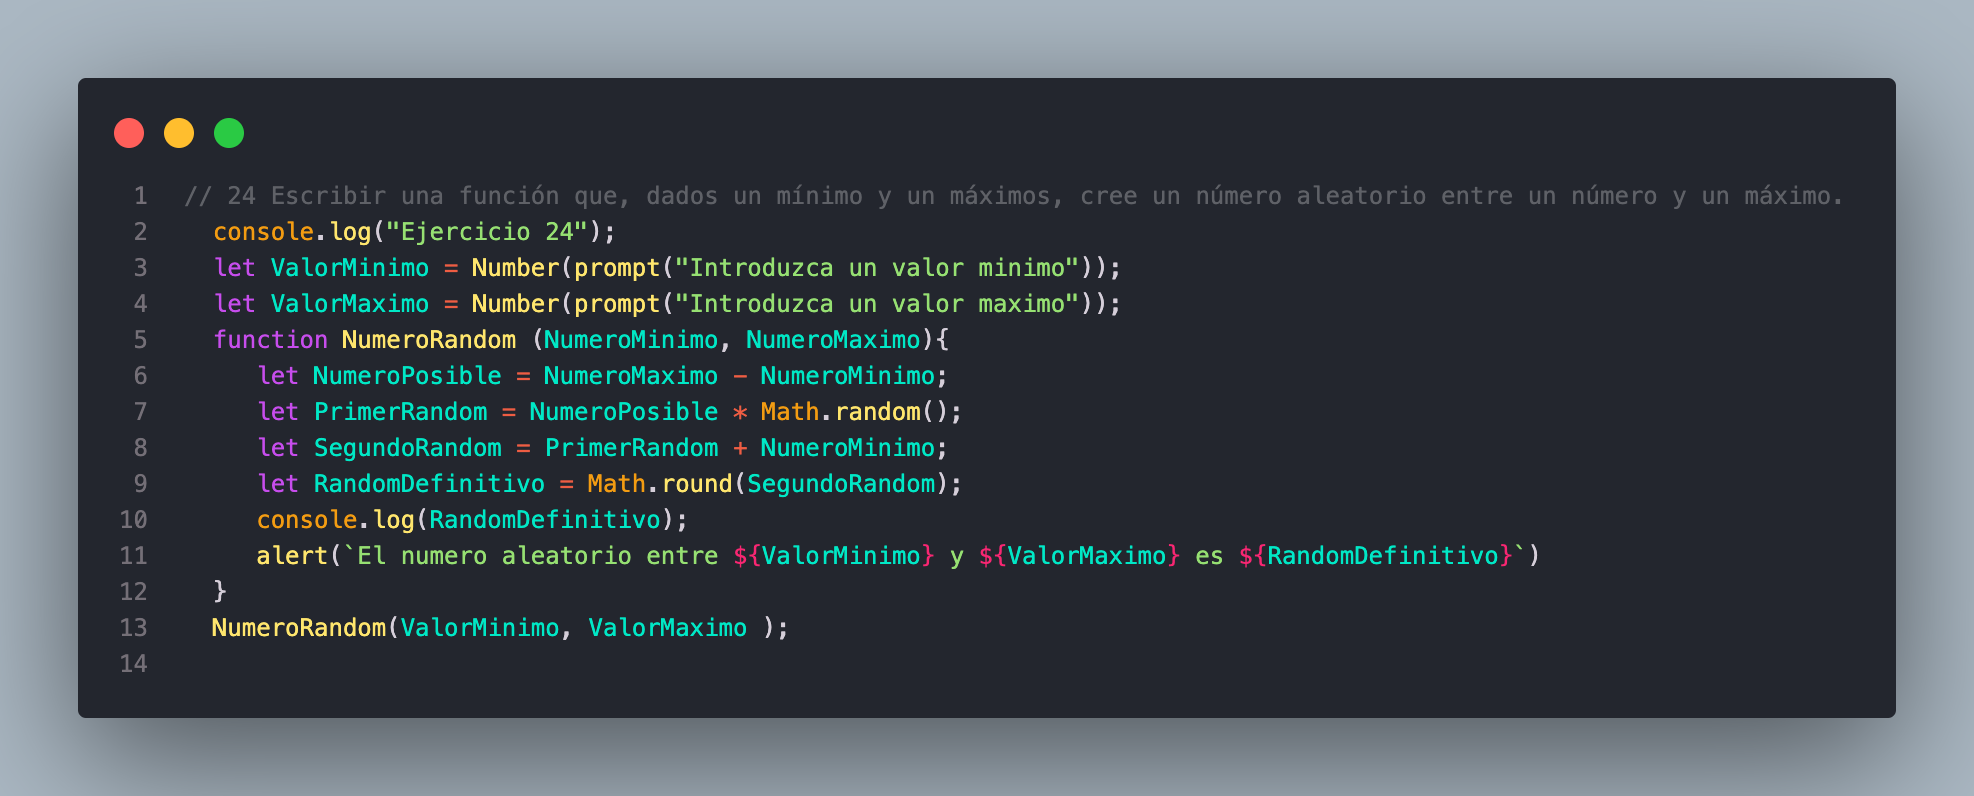 1 // 24 Escribir una función que, dados un mínimo y un máximos, cree un número aleatorio entre un número y un máximo.
2 console.log("Ejercicio 24");
3 let ValorMinimo = Number(prompt("Introduzca un valor minimo"));
4 let ValorMaximo = Number(prompt("Introduzca un valor maximo"));
5 function NumeroRandom (NumeroMinimo, NumeroMaximo){
6 let NumeroPosible = NumeroMaximo - NumeroMinimo;
7 let PrimerRandom = NumeroPosible * Math.random();
8 let SegundoRandom = PrimerRandom + NumeroMinimo;
9 let RandomDefinitivo = Math.round(SegundoRandom);
10 console.log(RandomDefinitivo);
11 alert(`El numero aleatorio entre ${ValorMinimo} y ${ValorMaximo} es ${RandomDefinitivo}`)
12 }
13 NumeroRandom(ValorMinimo, ValorMaximo );
14